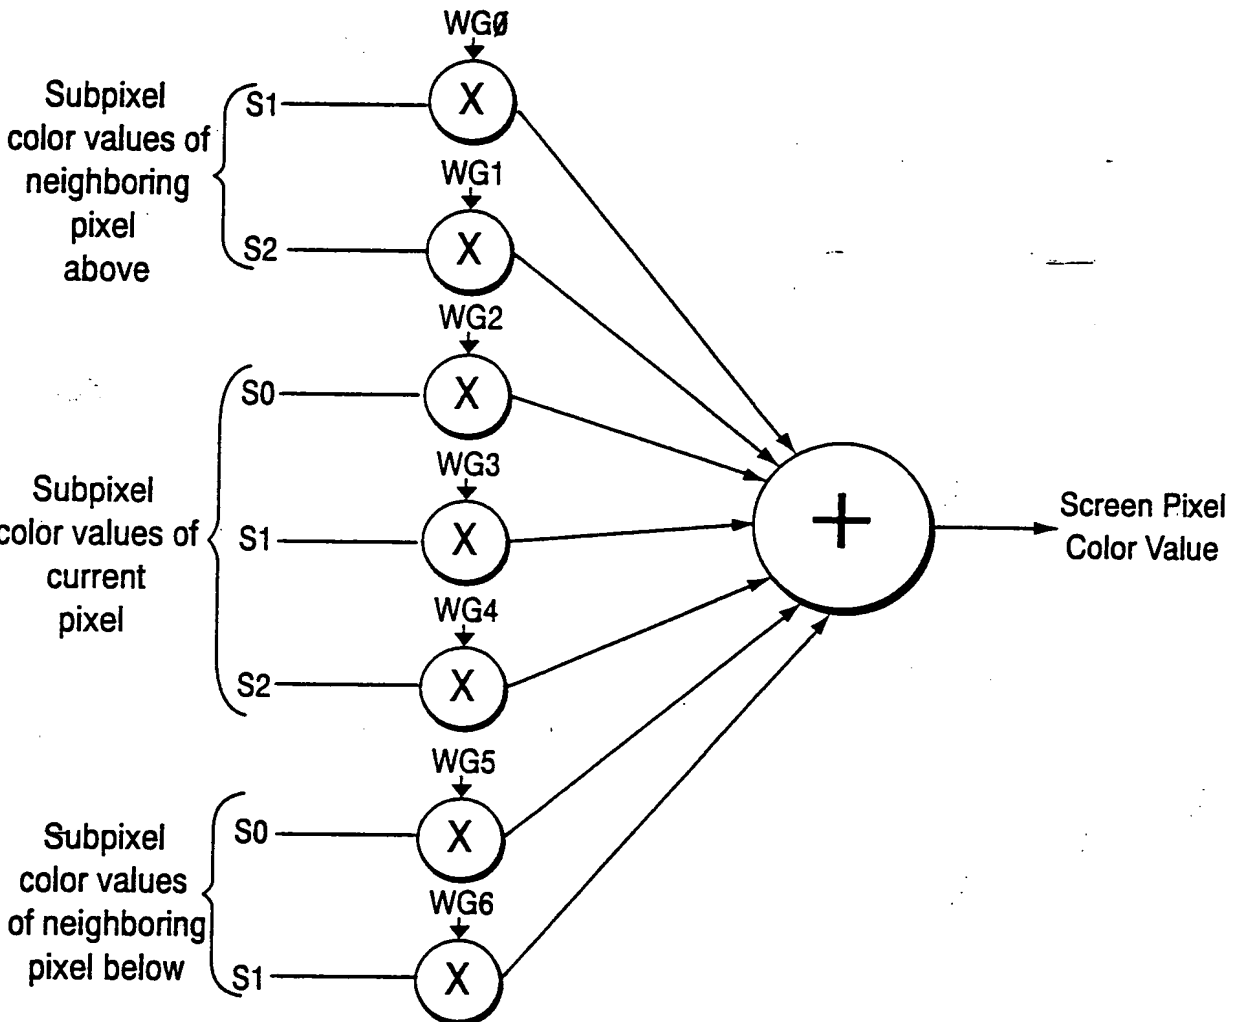 WGØ
Subpixel
color values of
neighboring
pixel
above
S1
X
WG1
S2
X
WG2
Subpixel
color values of
current
pixel
S0
X
WG3
S1
X
WG4
S2
X
+
Screen Pixel
Color Value
WG5
Subpixel
color values
of neighboring
pixel below
S0
X
WG6
S1
X